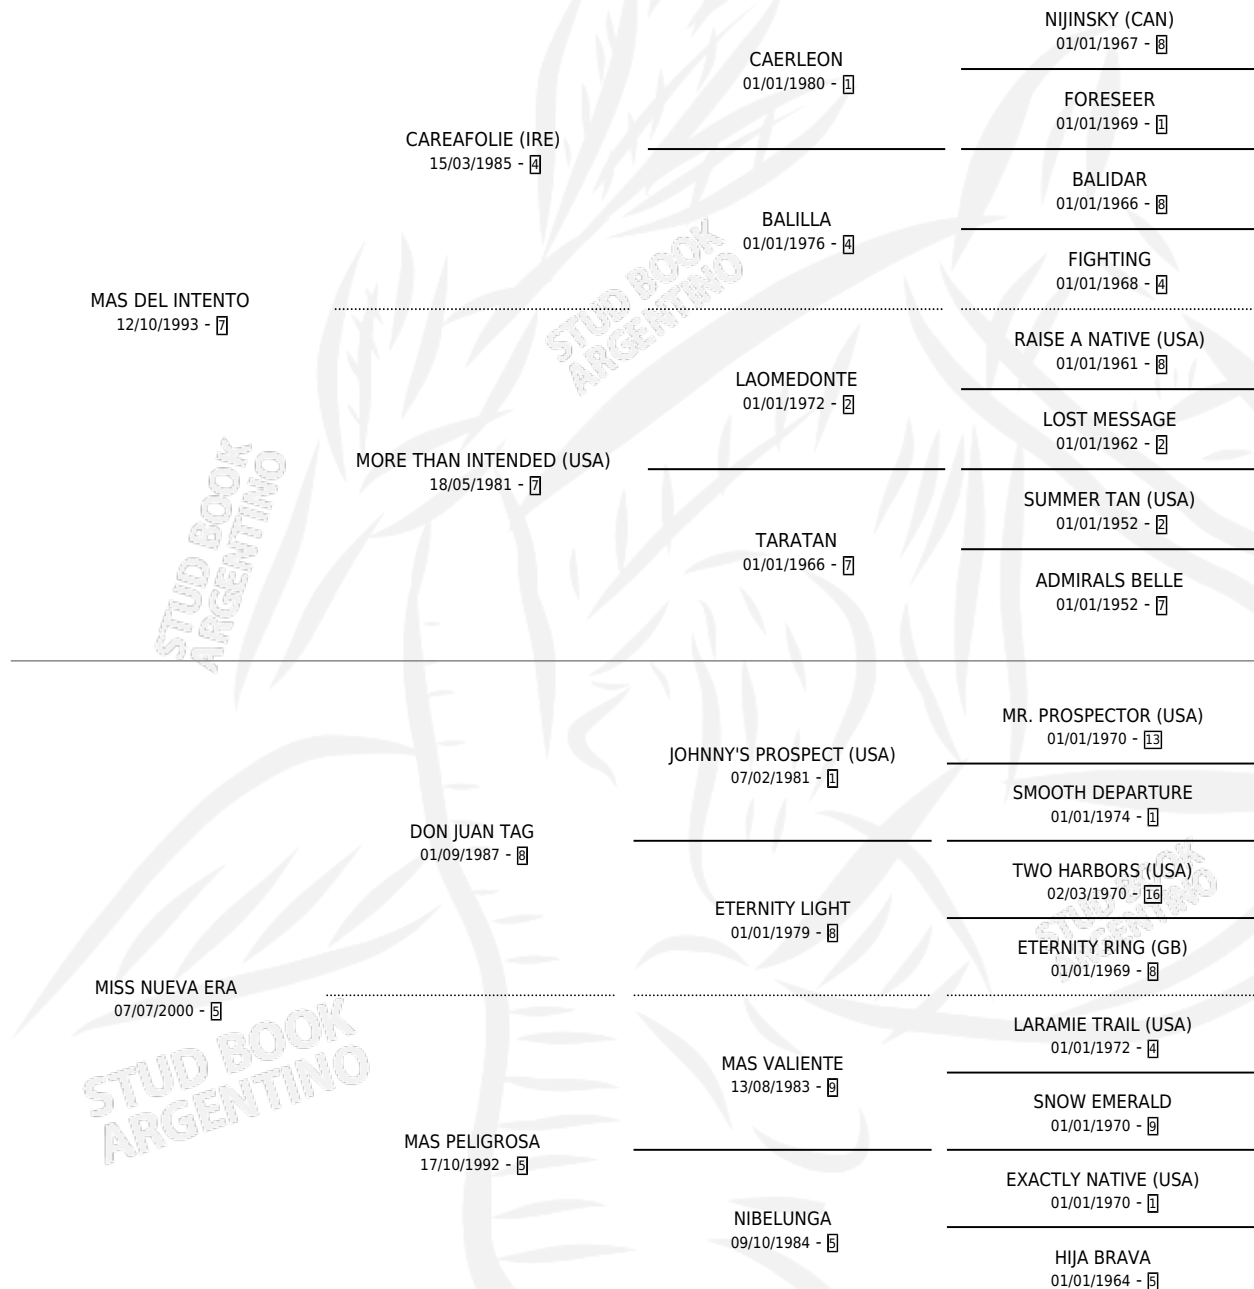 NIJINSKY (CAN)
01/01/1967 - 8
CAERLEON
01/01/1980 - 1
FORESEER
01/01/1969 - 1
CAREAFOLIE (IRE)
15/03/1985 - 4
BALIDAR
01/01/1966 - 8
BALILLA
01/01/1976 - 4
FIGHTING
01/01/1968 - 4
MAS DEL INTENTO
12/10/1993 - 7
RAISE A NATIVE (USA)
01/01/1961 - 8
LAOMEDONTE
01/01/1972 - 2
LOST MESSAGE
01/01/1962 - 2
MORE THAN INTENDED (USA)
18/05/1981 - 7
SUMMER TAN (USA)
01/01/1952 - 2
TARATAN
01/01/1966 - 7
ADMIRALS BELLE
01/01/1952 - 7
MR. PROSPECTOR (USA)
01/01/1970 - 13
JOHNNY'S PROSPECT (USA)
07/02/1981 - 1
SMOOTH DEPARTURE
01/01/1974 - 1
DON JUAN TAG
01/09/1987 - 8
TWO HARBORS (USA)
02/03/1970 - 16
ETERNITY LIGHT
01/01/1979 - 8
ETERNITY RING (GB)
01/01/1969 - 8
MISS NUEVA ERA
07/07/2000 - 5
LARAMIE TRAIL (USA)
01/01/1972 - 4
MAS VALIENTE
13/08/1983 - 9
SNOW EMERALD
01/01/1970 - 9
MAS PELIGROSA
17/10/1992 - 5
EXACTLY NATIVE (USA)
01/01/1970 - 1
NIBELUNGA
09/10/1984 - 5
HIJA BRAVA
01/01/1964 - 5
STUD BOOK
ARGENTINO
STUD BOOK
ARGENTINO
STUD BOOK
ARGENTINO
STUD BOOK
ARGENTINO